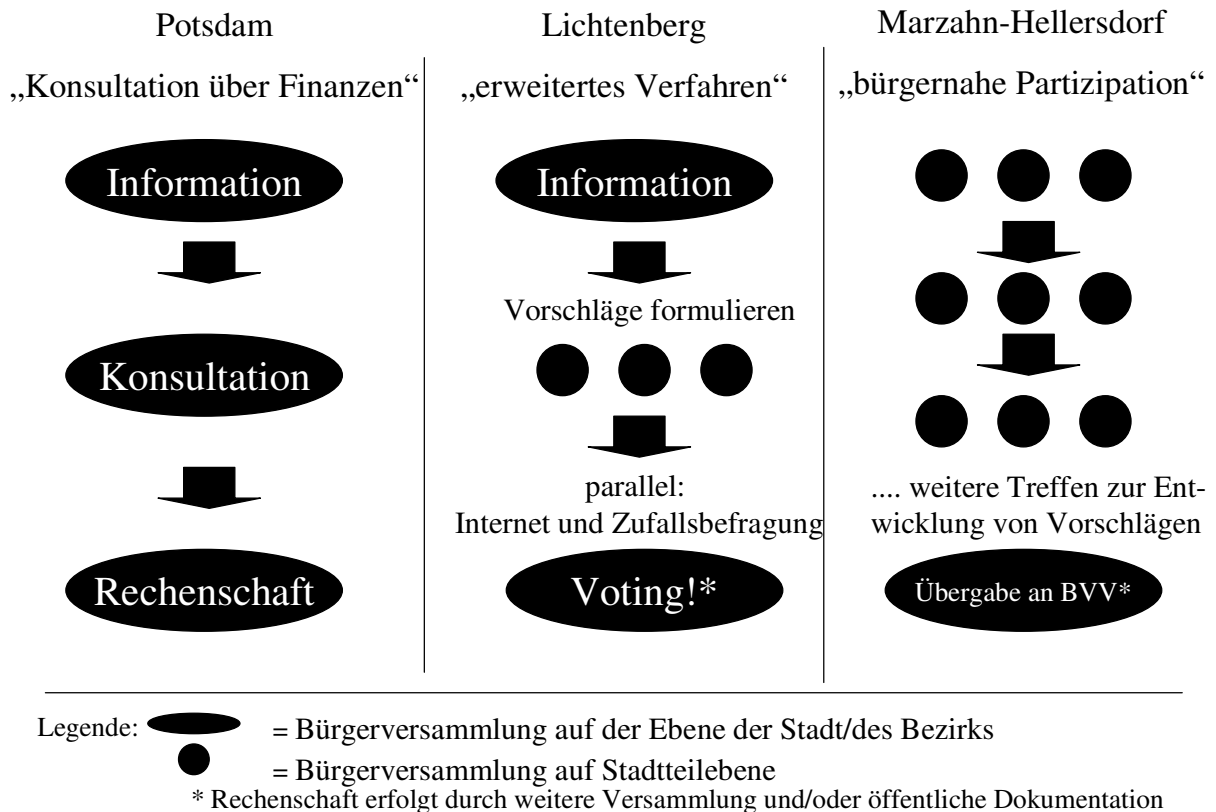 Potsdam
„Konsultation über Finanzen“
Information
Konsultation
Rechenschaft
Lichtenberg
„erweitertes Verfahren“
Information
Vorschläge formulieren
parallel:
Internet und Zufallsbefragung
Voting!*
Marzahn-Hellersdorf
„bürgernahe Partizipation“
.... weitere Treffen zur Ent-
wicklung von Vorschlägen
Übergabe an BVV*
Legende:
= Bürgerversammlung auf der Ebene der Stadt/des Bezirks
= Bürgerversammlung auf Stadtteilebene
* Rechenschaft erfolgt durch weitere Versammlung und/oder öffentliche Dokumentation